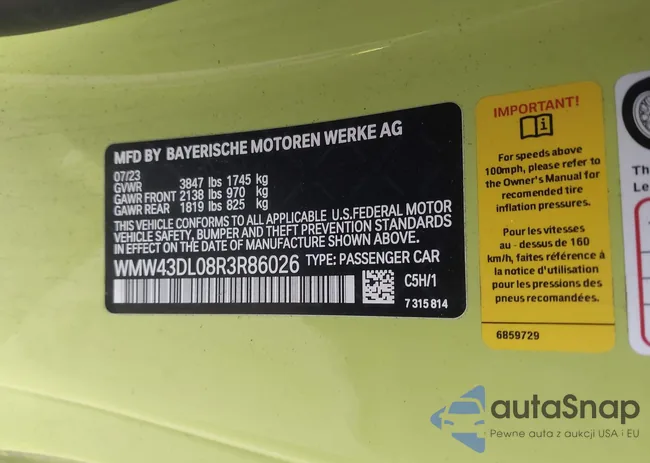 MFD BY BAYERISCHE MOTOREN WERKE AG
07/23
GVWR 3847 lbs 1745 kg
GAWR FRONT 2138 lbs 970 kg
GAWR REAR 1819 lbs 825 kg
THIS VEHICLE CONFORMS TO ALL APPLICABLE U.S.FEDERAL MOTOR
VEHICLE SAFETY, BUMPER AND THEFT PREVENTION STANDARDS
IN EFFECT ON THE DATE OF MANUFACTURE SHOWN ABOVE.
WMW43DL08R3R86026 TYPE: PASSENGER CAR
C5H/1
7 315 814
IMPORTANT!
For speeds above
100mph, please refer to
the Owner's Manual for
recomended tire
inflation pressures.
Pour les vitesses
au - dessus de 160
km/h, faites référence à
la notice d'utilisation
pour les pressions des
pneus recomandées.
6859729
Th
Le
autaSnap
Pewne auta z aukcji USA i EU